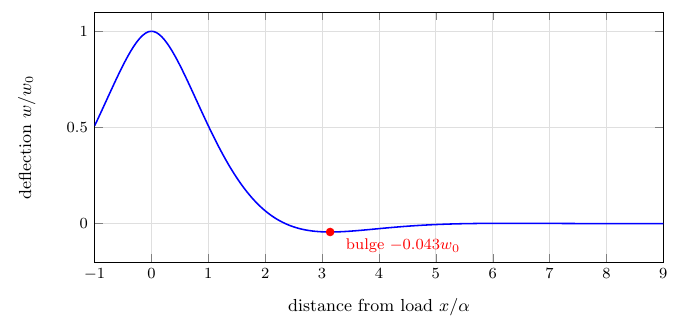 1
0.5
0
deflection w/w₀
bulge −0.043w₀
−1 0 1 2 3 4 5 6 7 8 9
distance from load x/α